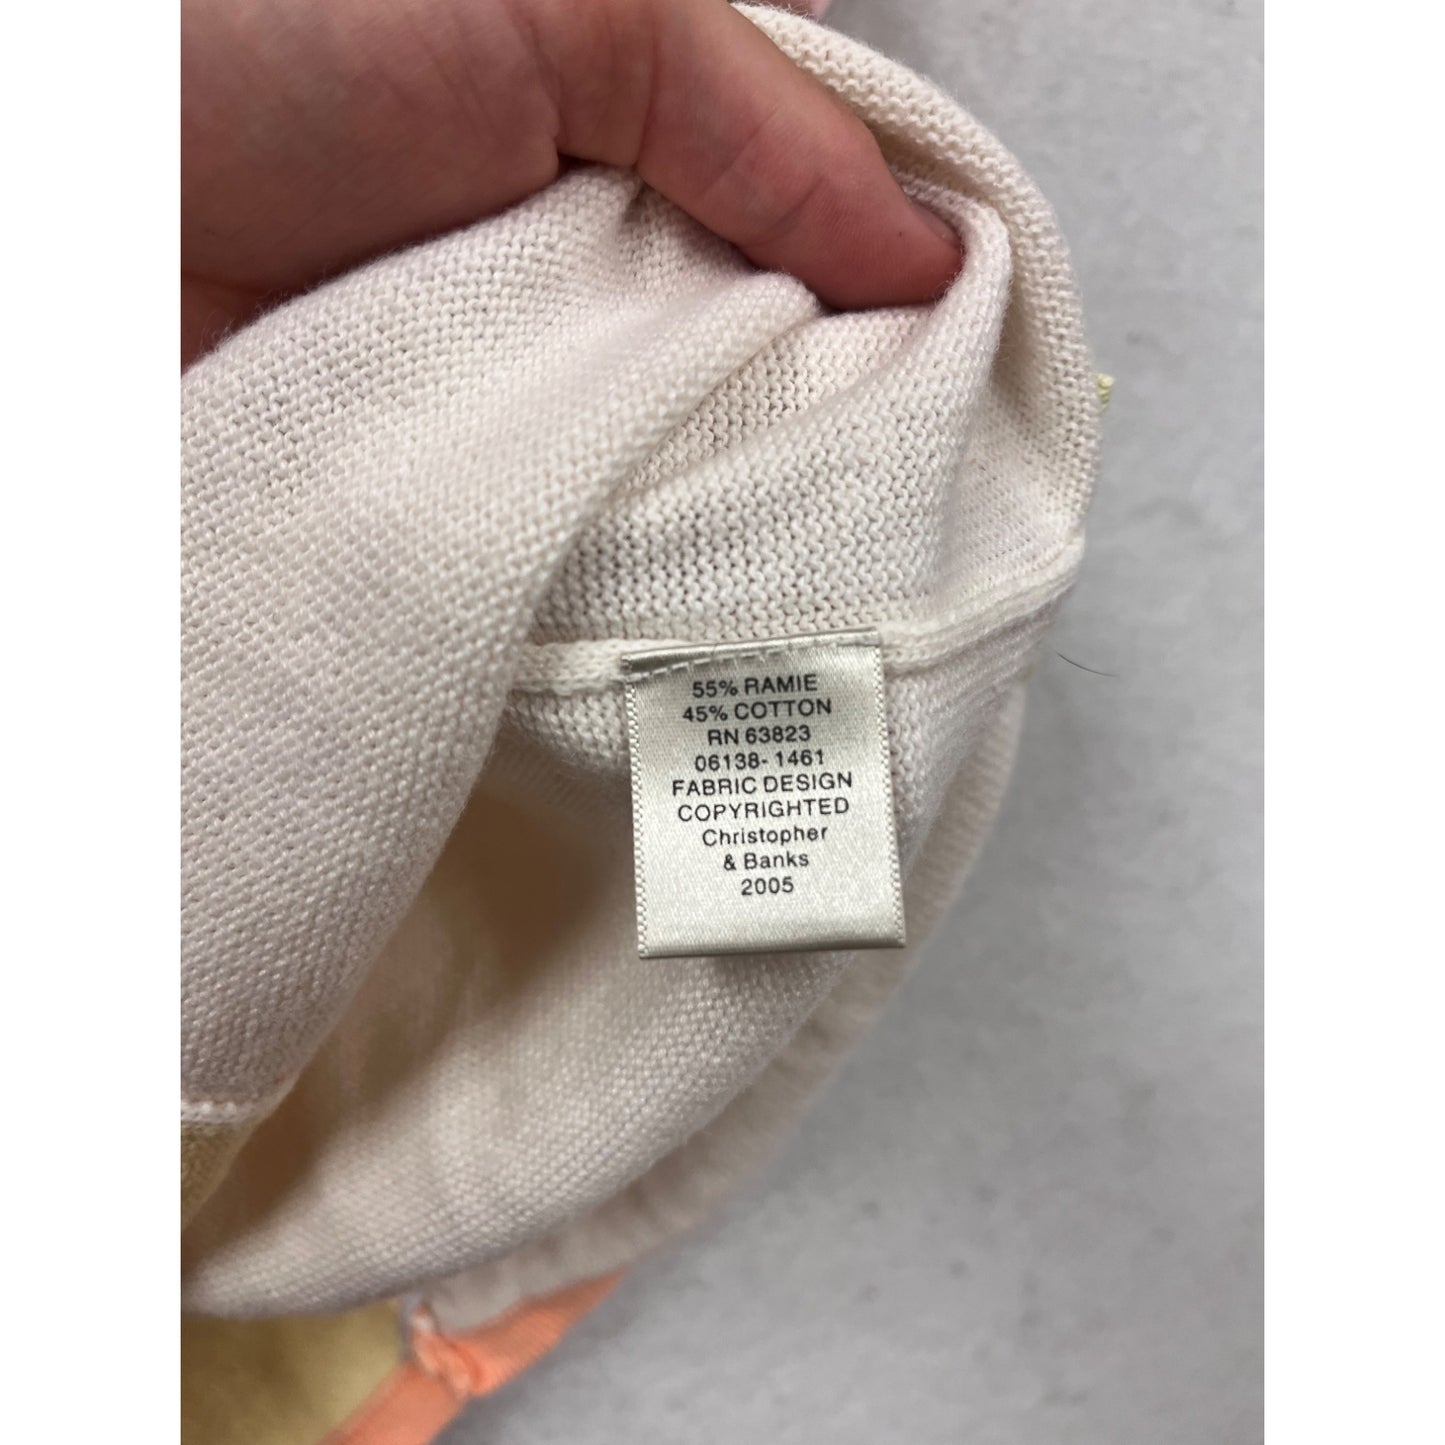 55% RAMIE
45% COTTON
RN 63823
06138-1461
FABRIC DESIGN
COPYRIGHTED
Christopher
& Banks
2005